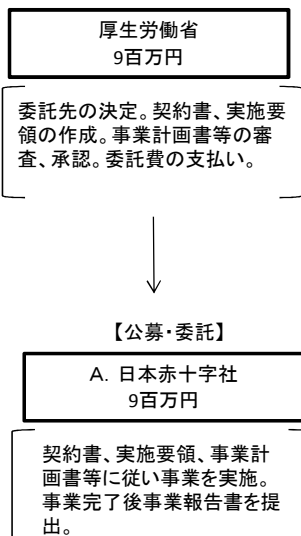 厚生労働省
9百万円
委託先の決定。契約書、実施要
領の作成。事業計画書等の審
査、承認。委託費の支払い。
【公募・委託】
A．日本赤十字社
9百万円
契約書、実施要領、事業計
画書等に従い事業を実施。
事業完了後事業報告書を提
出。